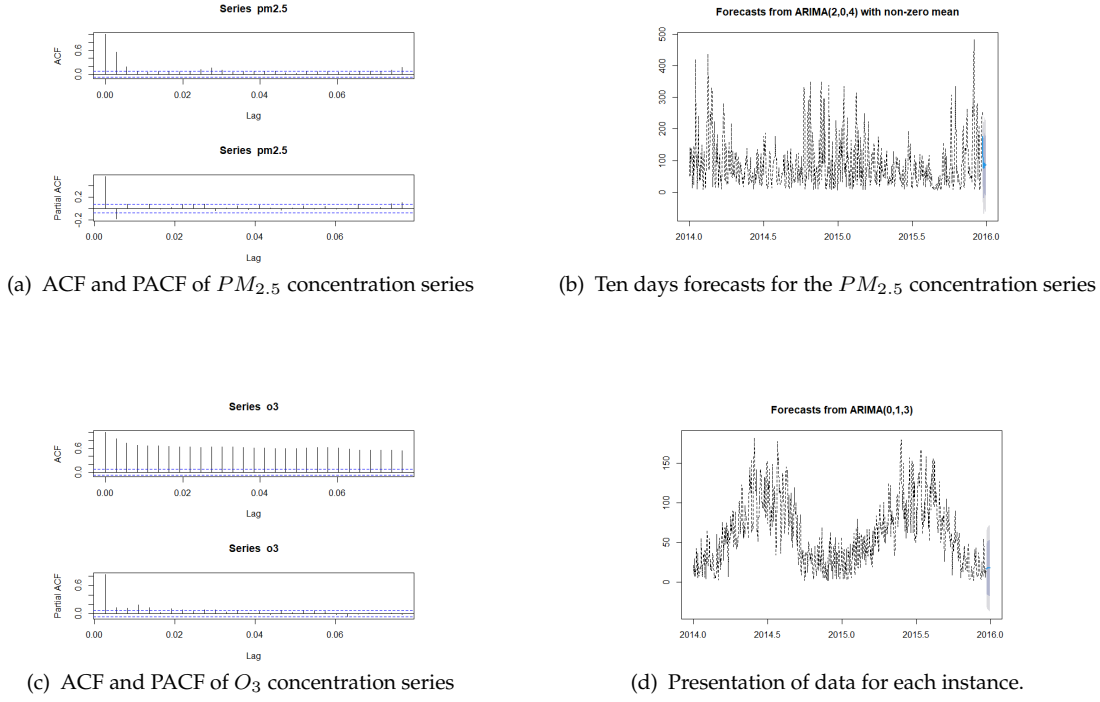 Series pm2.5
ACF
0.0 0.6
0.00 0.02 0.04 0.06
Lag
Series pm2.5
Partial ACF
-0.2 0.2
0.00 0.02 0.04 0.06
Lag
(a) ACF and PACF of PM2.5 concentration series
Forecasts from ARIMA(2,0,4) with non-zero mean
500
400
300
200
100
0
2014.0 2014.5 2015.0 2015.5 2016.0
(b) Ten days forecasts for the PM2.5 concentration series
Series o3
ACF
0.0 0.6
0.00 0.02 0.04 0.06
Lag
Series o3
Partial ACF
0.0 0.6
0.00 0.02 0.04 0.06
Lag
(c) ACF and PACF of O3 concentration series
Forecasts from ARIMA(0,1,3)
150
100
50
0
2014.0 2014.5 2015.0 2015.5 2016.0
(d) Presentation of data for each instance.